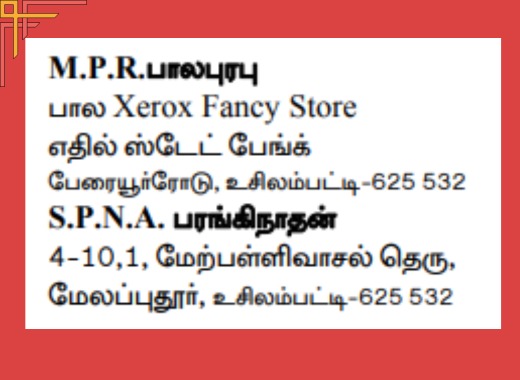 M.P.R.பாலபுரபு
பால Xerox Fancy Store
எதில் ஸ்டேட் பேங்க்
பேரையூர்ரோடு, உசிலம்பட்டி-625 532
S.P.N.A. பரங்கிநாதன்
4-10,1, மேற்பள்ளிவாசல் தெரு,
மேலப்புதூர், உசிலம்பட்டி-625 532